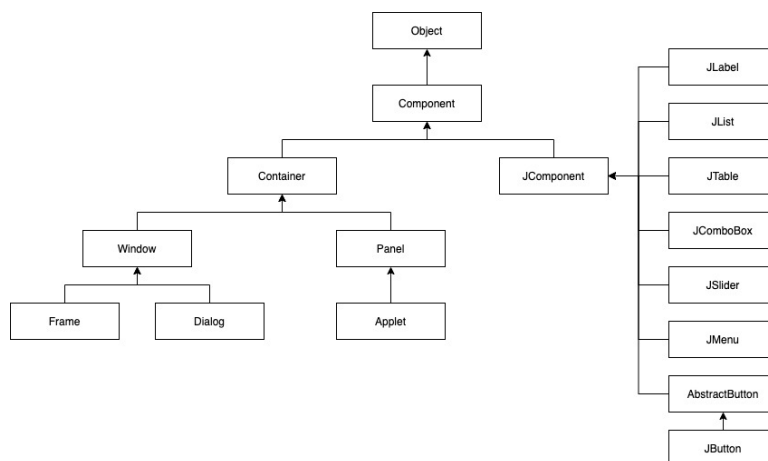 Object
Component
Container
JComponent
Window
Panel
Frame
Dialog
Applet
JLabel
JList
JTable
JComboBox
JSlider
JMenu
AbstractButton
JButton